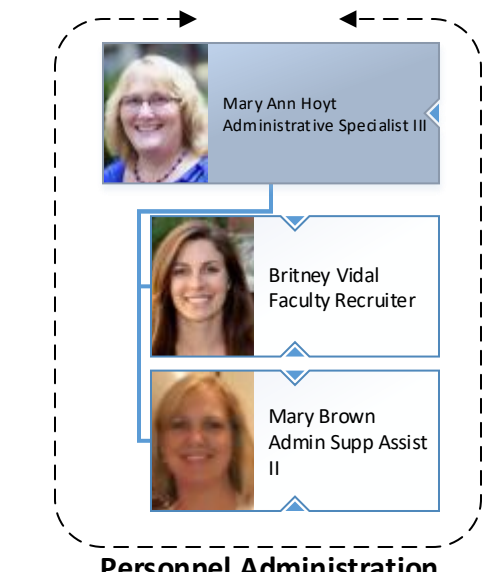 Mary Ann Hoyt
Administrative Specialist III
Britney Vidal
Faculty Recruiter
Mary Brown
Admin Supp Assist
II
Personnel Administration